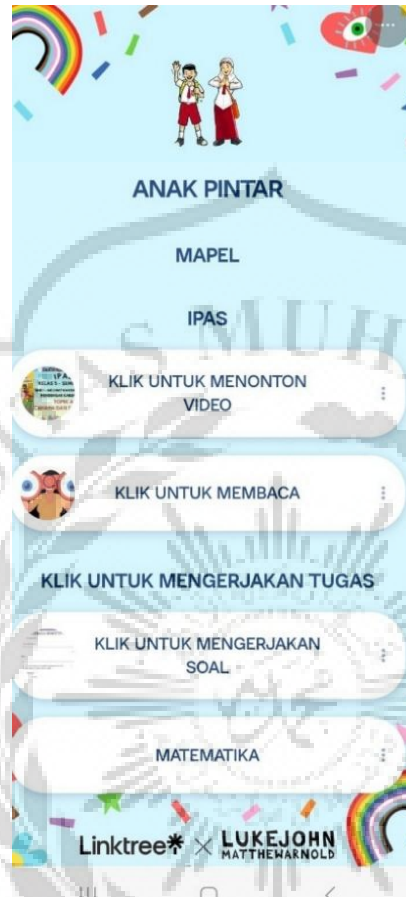 ANAK PINTAR
MAPEL
IPAS
KLIK UNTUK MENONTON
VIDEO
KLIK UNTUK MEMBACA
KLIK UNTUK MENGERJAKAN TUGAS
KLIK UNTUK MENGERJAKAN
SOAL
MATEMATIKA
Linktree* × LUKEJOHN
MATTHEWARNOLD